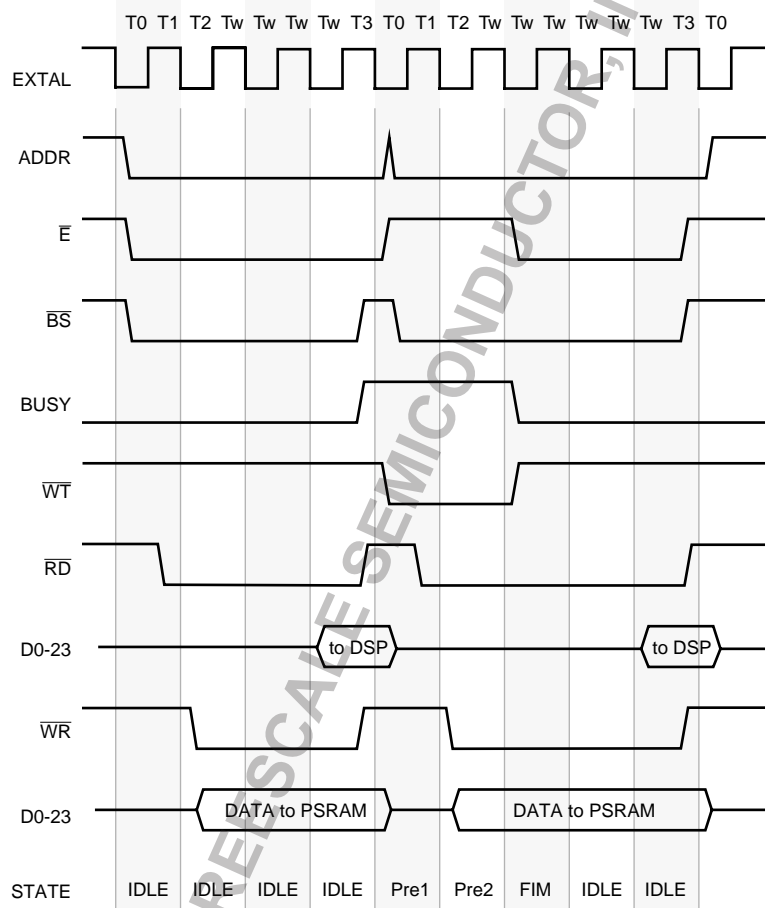 T0 T1 T2 Tw Tw Tw Tw T3 T0 T1 T2 Tw Tw Tw Tw Tw Tw T3 T0
EXTAL
ADDR
E
BS
BUSY
WT
RD
D0-23 to DSP to DSP
WR
D0-23 DATA to PSRAM DATA to PSRAM
STATE IDLE IDLE IDLE IDLE Pre1 Pre2 FIM IDLE IDLE
REESCALE SEMICONDUCTOR, I